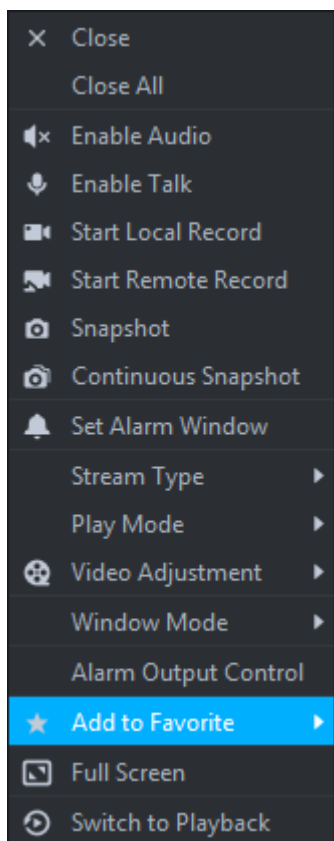 Close
Close All
Enable Audio
Enable Talk
Start Local Record
Start Remote Record
Snapshot
Continuous Snapshot
Set Alarm Window
Stream Type
Play Mode
Video Adjustment
Window Mode
Alarm Output Control
Add to Favorite
Full Screen
Switch to Playback